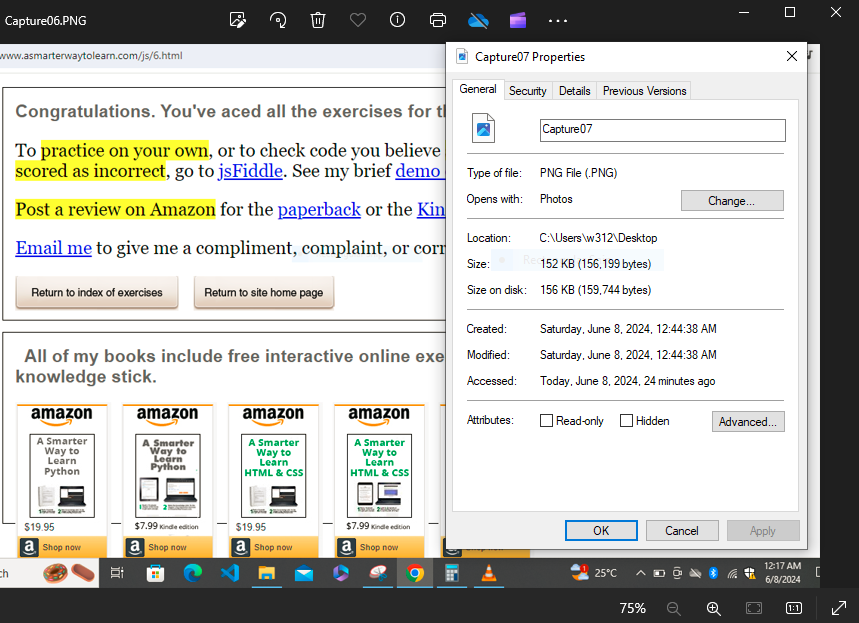 Capture06.PNG
www.asmarterwaytolearn.com/js/6.html
Congratulations. You've aced all the exercises for
To practice on your own, or to check code you believe
scored as incorrect, go to jsFiddle. See my brief demo
Post a review on Amazon for the paperback or the Kin
Email me to give me a compliment, complaint, or corr
Return to index of exercises
Return to site home page
All of my books include free interactive online exe
knowledge stick.
amazon
A Smarter
Way to
Learn
Python
$19.95
Shop now
amazon
A Smarter
Way to
Learn
Python
$7.99 Kindle edition
Shop now
amazon
A Smarter
Way to
Learn
HTML & CSS
$19.95
Shop now
amazon
A Smarter
Way to
Learn
HTML & CSS
$7.99 Kindle edition
Shop now
Capture07 Properties
General
Security
Details
Previous Versions
Capture07
Type of file: PNG File (.PNG)
Opens with: Photos
Change...
Location: C:\Users\w312\Desktop
Size: 152 KB (156,199 bytes)
Size on disk: 156 KB (159,744 bytes)
Created: Saturday, June 8, 2024, 12:44:38 AM
Modified: Saturday, June 8, 2024, 12:44:38 AM
Accessed: Today, June 8, 2024, 24 minutes ago
Attributes: Read-only Hidden
Advanced...
OK
Cancel
Apply
ch
25°C
12:17 AM
6/8/2024
75%
1:1